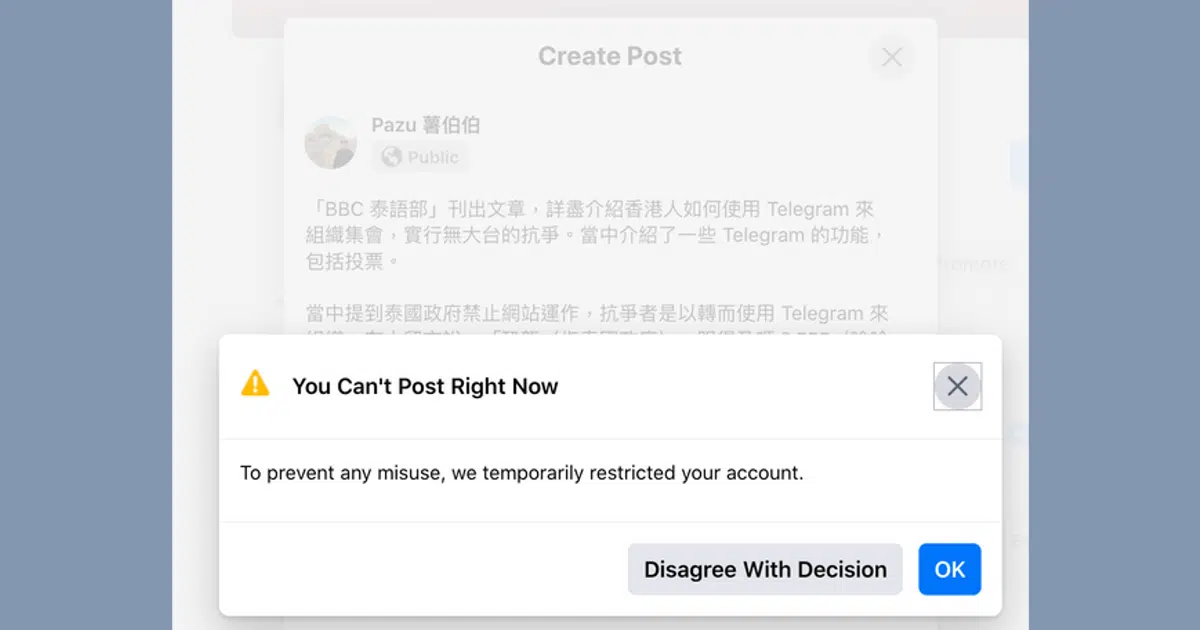 Create Post
Pazu 薯伯伯
Public
「BBC 泰語部」刊出文章，詳盡介紹香港人如何使用 Telegram 來
組織集會，實行無大台的抗爭。當中介紹了一些 Telegram 的功能，
包括投票。
當中提到泰國政府禁止網站運作，抗爭者是以轉而使用 Telegram 來
You Can't Post Right Now
To prevent any misuse, we temporarily restricted your account.
Disagree With Decision
OK